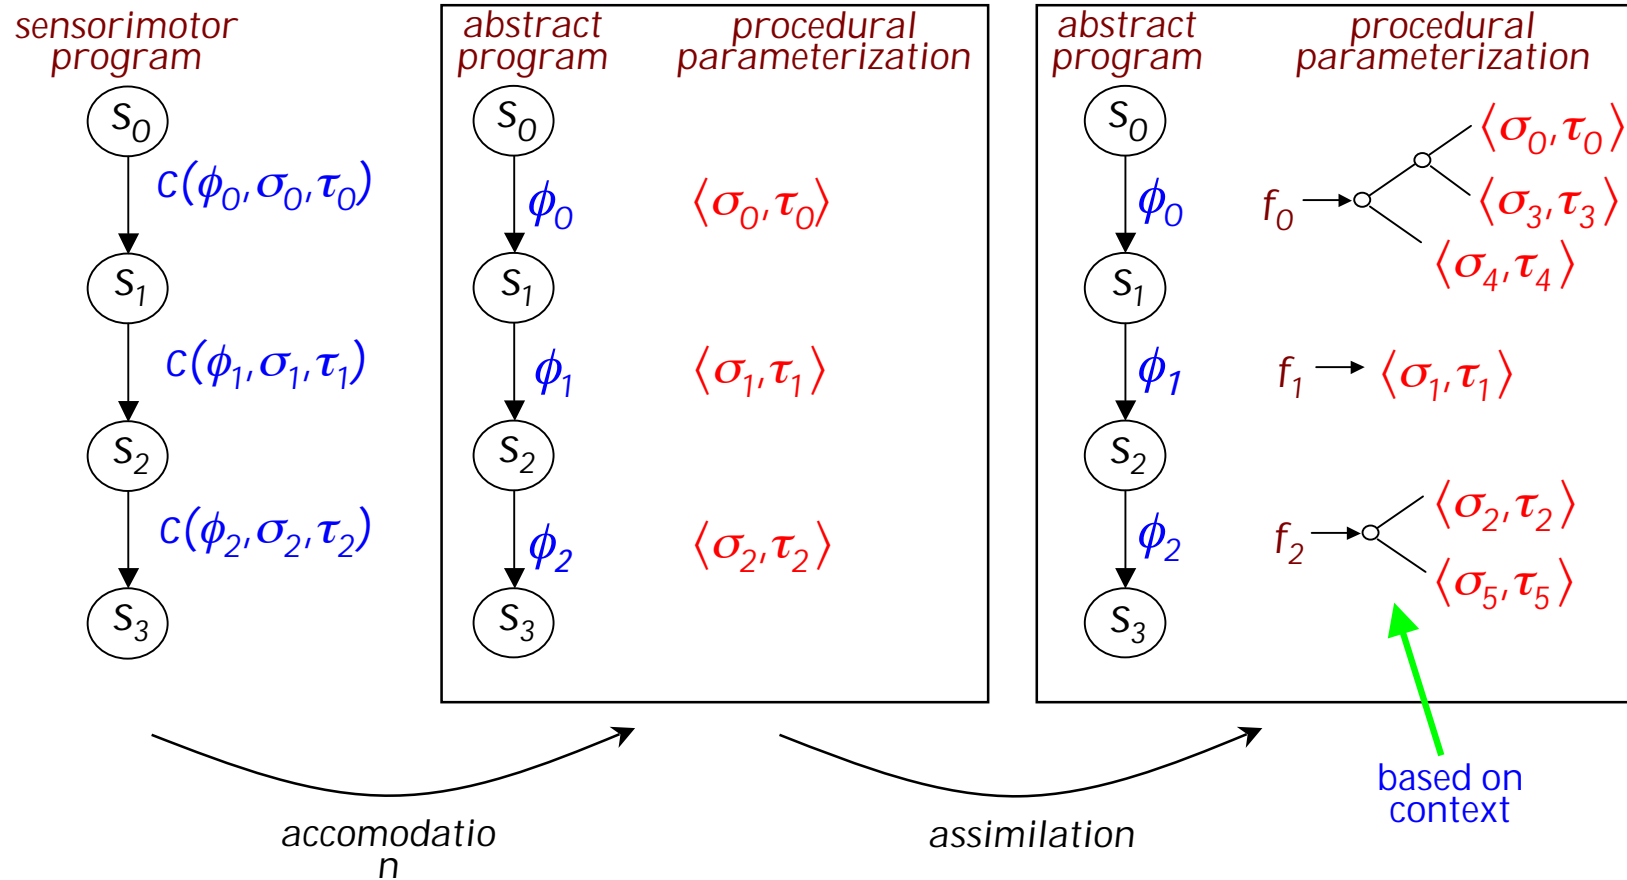 sensorimotor
program
S0
c(ϕ0,σ0,τ0)
S1
c(ϕ1,σ1,τ1)
S2
c(ϕ2,σ2,τ2)
S3
abstract
program
procedural
parameterization
S0
ϕ0
⟨σ0,τ0⟩
S1
ϕ1
⟨σ1,τ1⟩
S2
ϕ2
⟨σ2,τ2⟩
S3
abstract
program
procedural
parameterization
S0
ϕ0
f0
⟨σ0,τ0⟩
⟨σ3,τ3⟩
⟨σ4,τ4⟩
S1
ϕ1
f1
⟨σ1,τ1⟩
S2
ϕ2
f2
⟨σ2,τ2⟩
⟨σ5,τ5⟩
S3
based on
context
accomodatio
n
assimilation